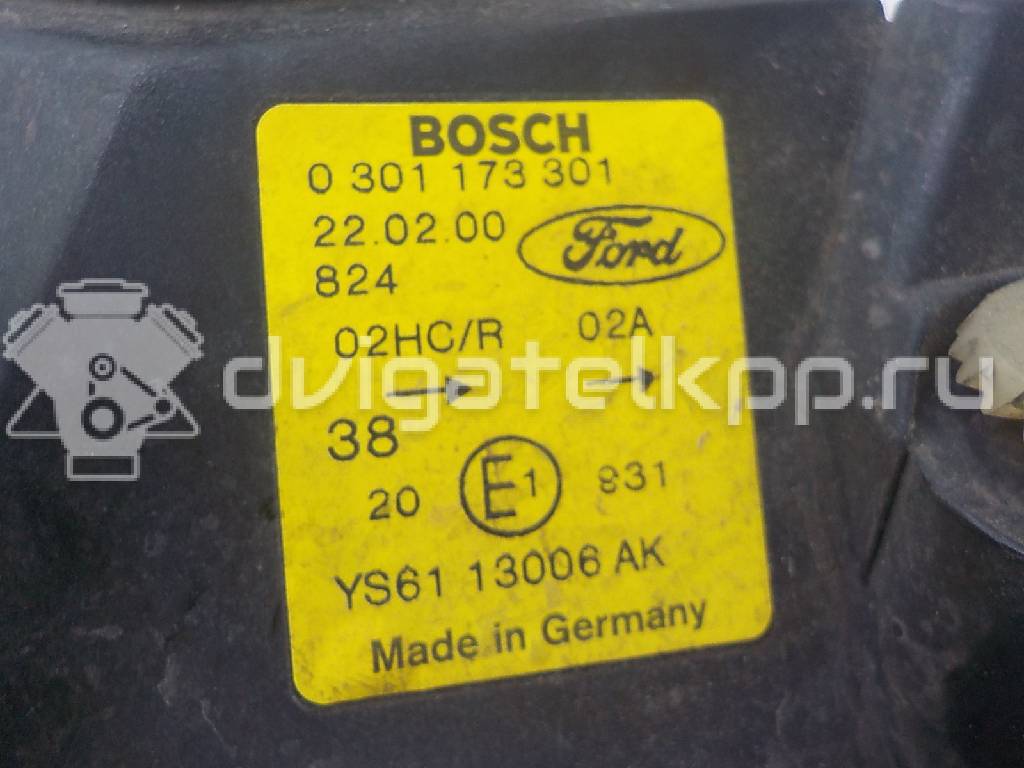 BOSCH
0 301 173 301
22.02.00
Ford
824
02HC/R 02A
dvigatelkpp.ru
38
20 E1 831
YS61 13006 AK
Made in Germany